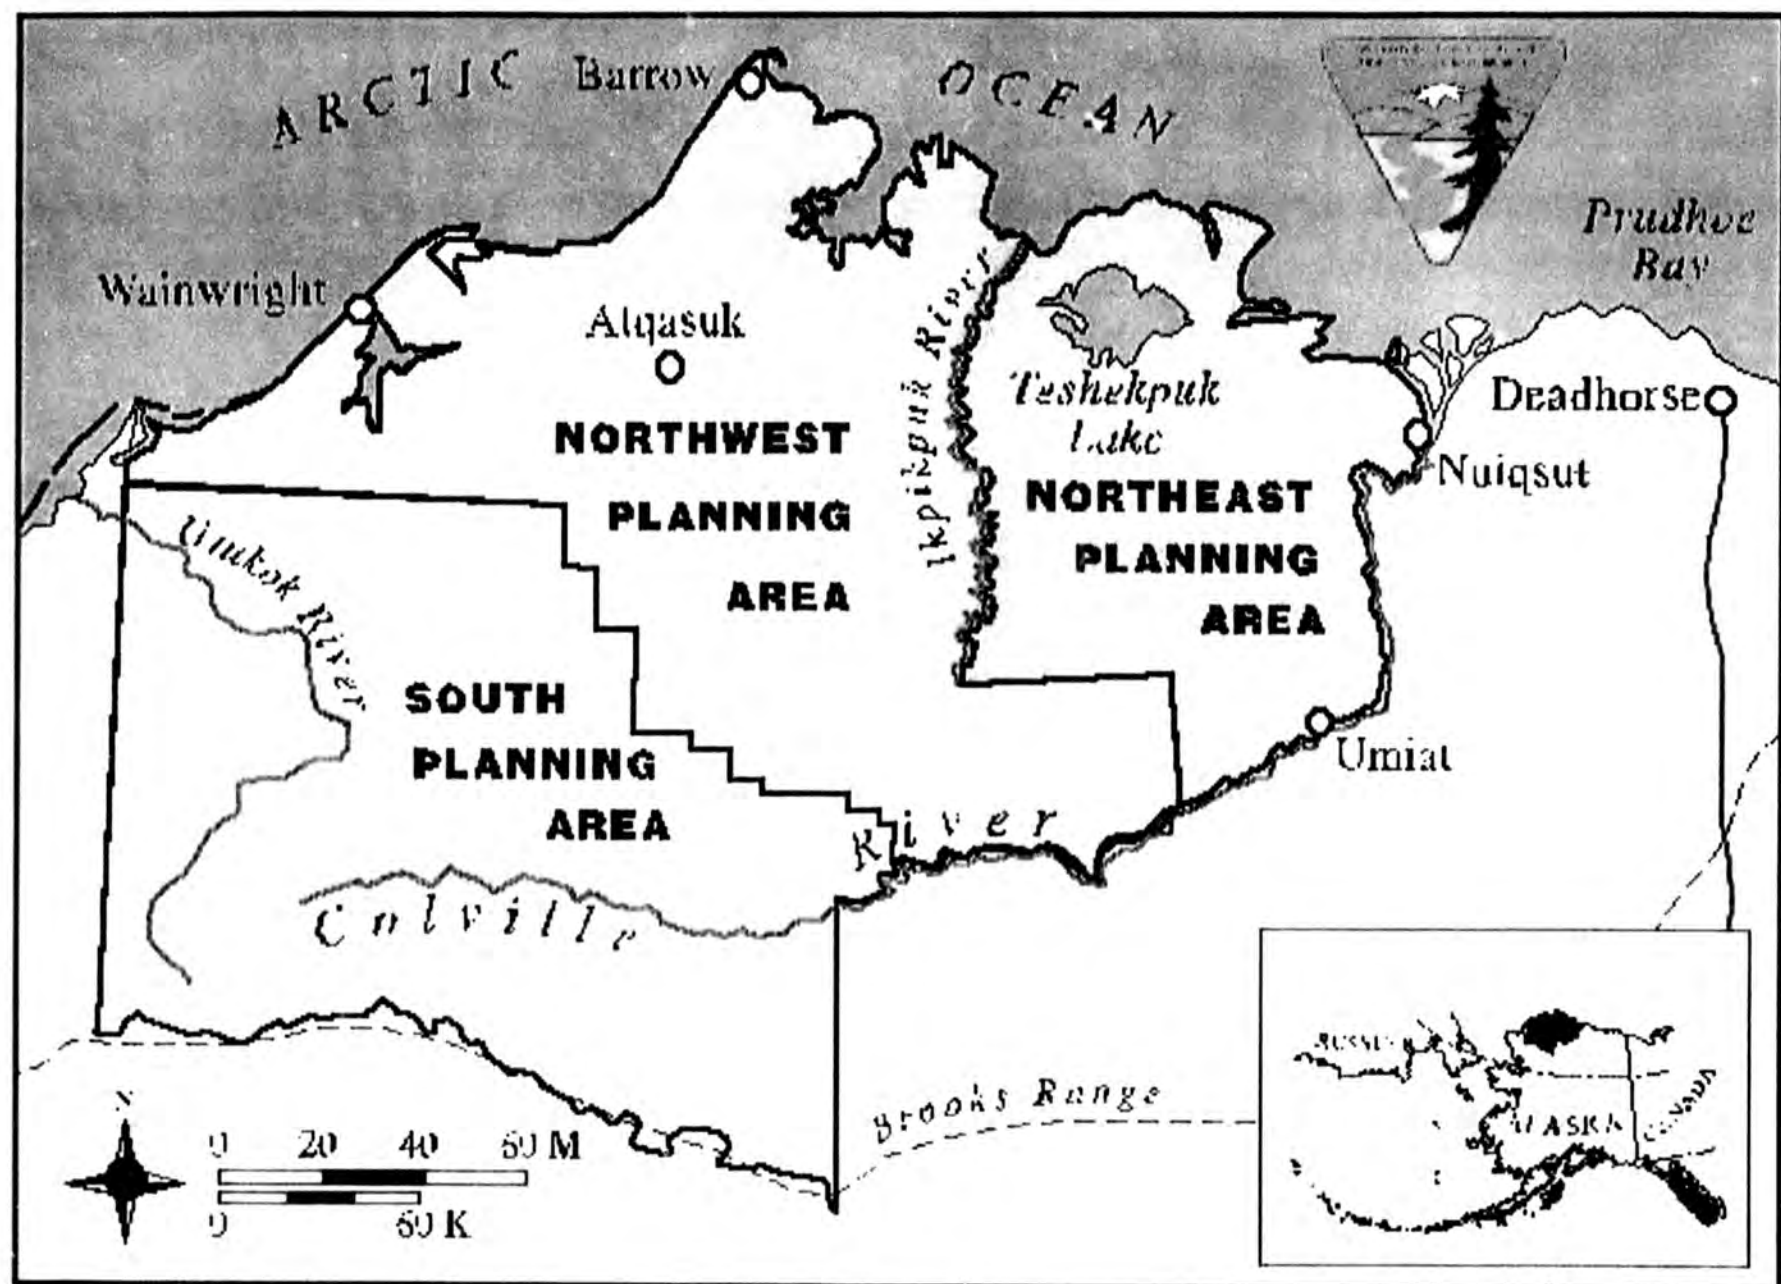 ARCTIC OCEAN
Barrow
Prudhoe
Bay
Wainwright
Atqasuk
Ikpikpuk River
Teshekpuk
Lake
Deadhorse
Nuiqsut
NORTHWEST
PLANNING
AREA
NORTHEAST
PLANNING
AREA
Utukok River
SOUTH
PLANNING
AREA
Umiat
Colville River
Brooks Range
N
0 20 40 60 M
0 60 K
RUSSIA
ALASKA
CANADA